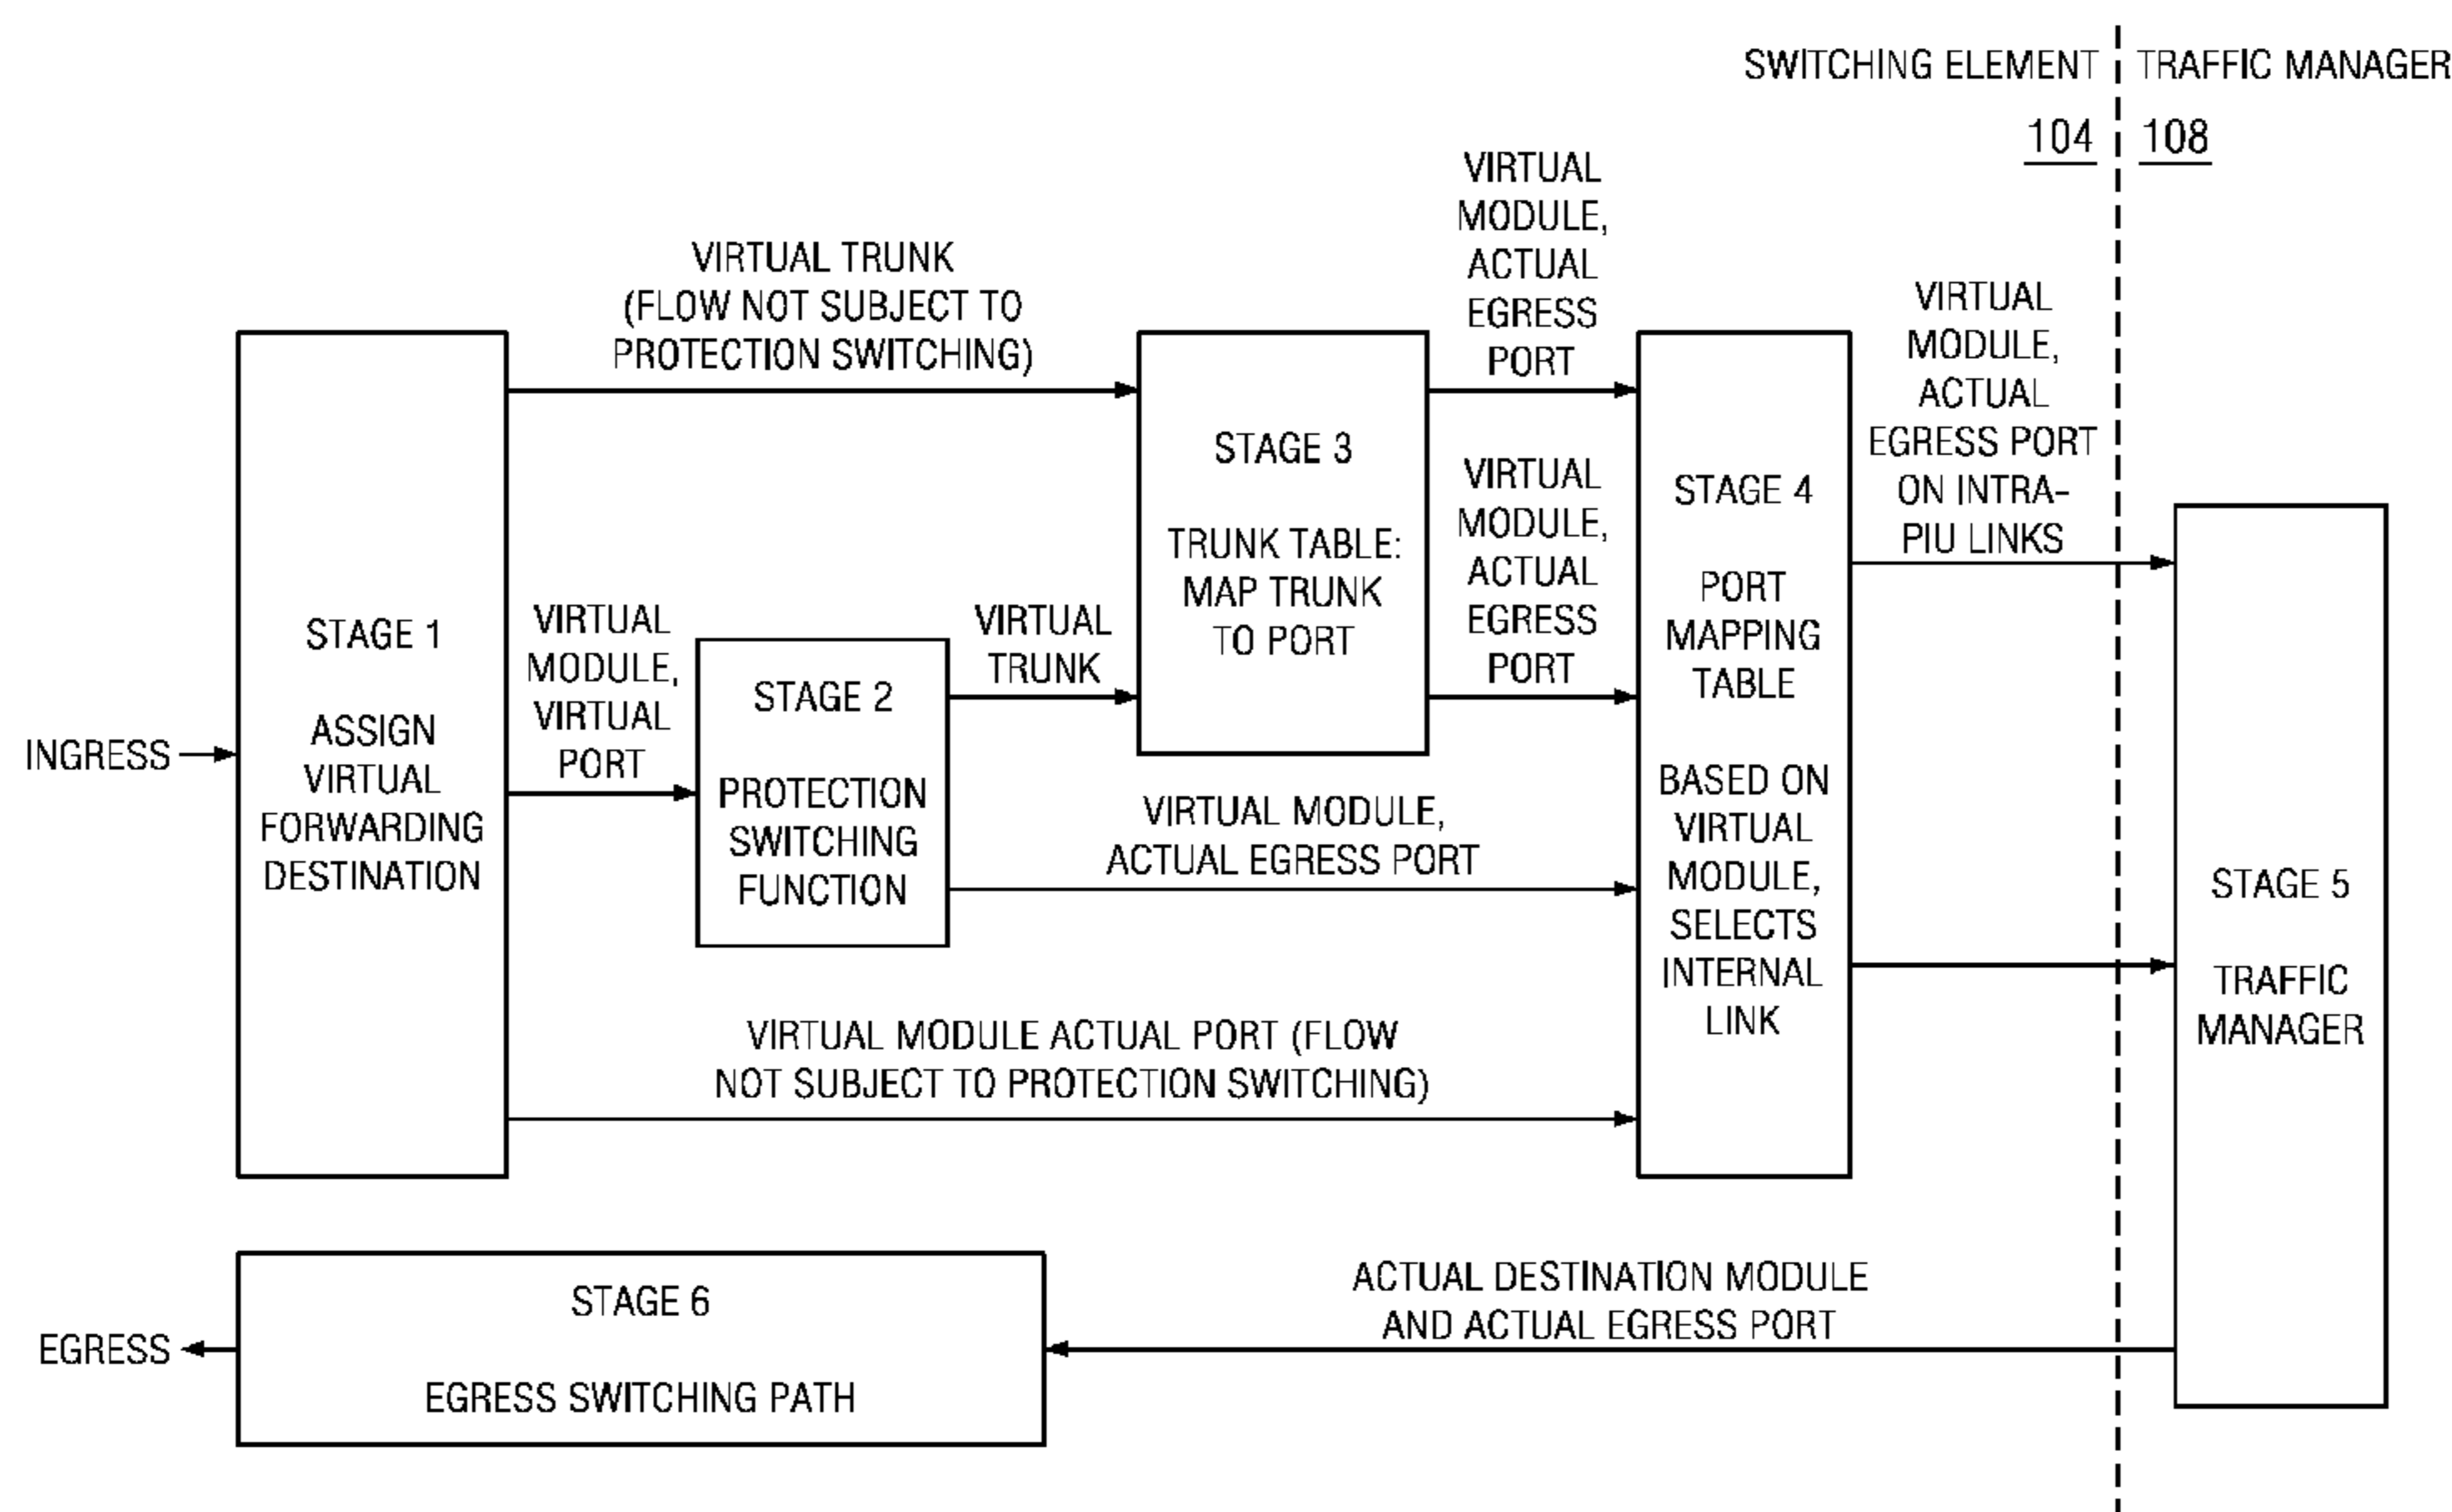 SWITCHING ELEMENT
104
TRAFFIC MANAGER
108
INGRESS
STAGE 1
ASSIGN
VIRTUAL
FORWARDING
DESTINATION
VIRTUAL TRUNK
(FLOW NOT SUBJECT TO
PROTECTION SWITCHING)
VIRTUAL
MODULE,
VIRTUAL
PORT
STAGE 2
PROTECTION
SWITCHING
FUNCTION
VIRTUAL
TRUNK
STAGE 3
TRUNK TABLE:
MAP TRUNK
TO PORT
VIRTUAL
MODULE,
ACTUAL
EGRESS
PORT
VIRTUAL
MODULE,
ACTUAL
EGRESS
PORT
VIRTUAL MODULE,
ACTUAL EGRESS PORT
VIRTUAL MODULE ACTUAL PORT (FLOW
NOT SUBJECT TO PROTECTION SWITCHING)
STAGE 4
PORT
MAPPING
TABLE
BASED ON
VIRTUAL
MODULE,
SELECTS
INTERNAL
LINK
VIRTUAL
MODULE,
ACTUAL
EGRESS PORT
ON INTRA-
PIU LINKS
STAGE 5
TRAFFIC
MANAGER
ACTUAL DESTINATION MODULE
AND ACTUAL EGRESS PORT
STAGE 6
EGRESS SWITCHING PATH
EGRESS